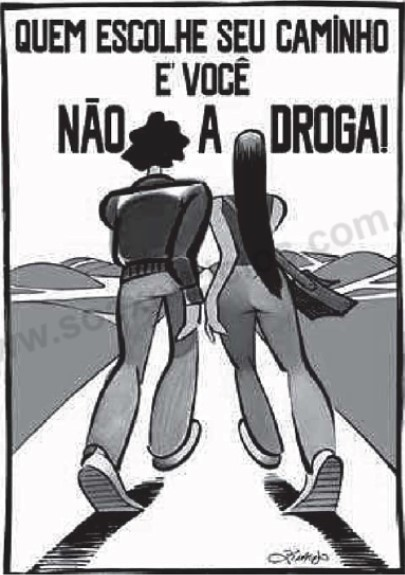 QUEM ESCOLHE SEU CAMINHO
E' VOCÊ
NÃO A DROGA!